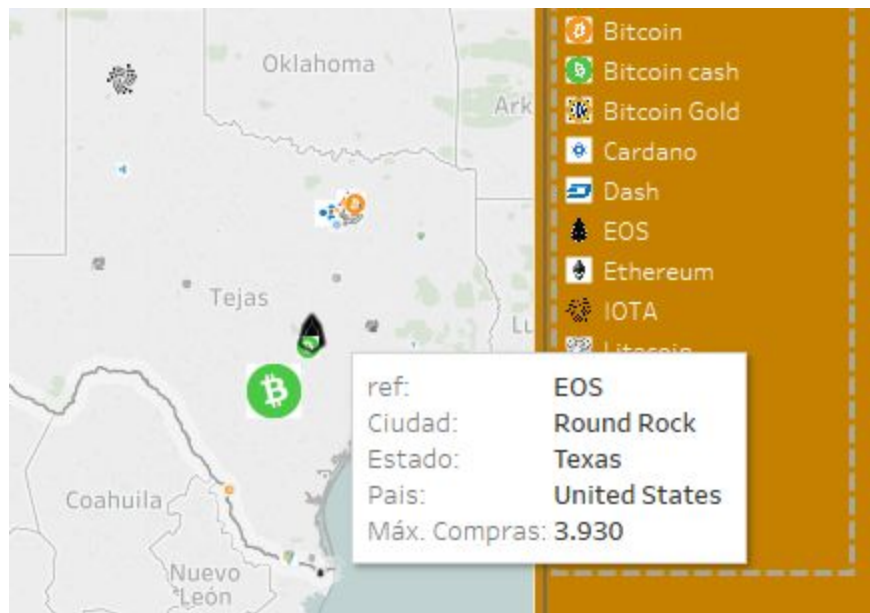 Oklahoma
Ark
Tejas
Coahuila
Nuevo
León
Bitcoin
Bitcoin cash
Bitcoin Gold
Cardano
Dash
EOS
Ethereum
IOTA
Litecoin
ref: EOS
Ciudad: Round Rock
Estado: Texas
Pais: United States
Máx. Compras: 3.930